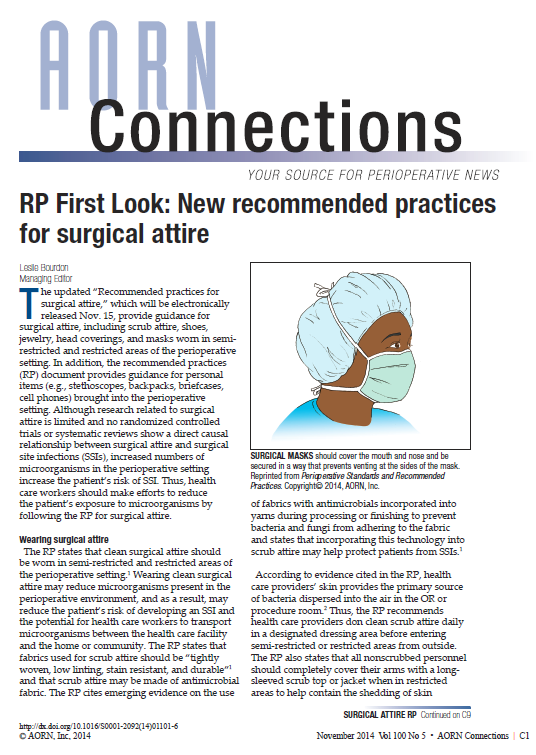 AORN
Connections
YOUR SOURCE FOR PERIOPERATIVE NEWS
RP First Look: New recommended practices
for surgical attire
Leslie Bourdon
Managing Editor
The updated “Recommended practices for
surgical attire,” which will be electronically
released Nov. 15, provide guidance for
surgical attire, including scrub attire, shoes,
jewelry, head coverings, and masks worn in semi-
restricted and restricted areas of the perioperative
setting. In addition, the recommended practices
(RP) document provides guidance for personal
items (e.g., stethoscopes, backpacks, briefcases,
cell phones) brought into the perioperative
setting. Although research related to surgical
attire is limited and no randomized controlled
trials or systematic reviews show a direct causal
relationship between surgical attire and surgical
site infections (SSIs), increased numbers of
microorganisms in the perioperative setting
increase the patient’s risk of SSI. Thus, health
care workers should make efforts to reduce
the patient’s exposure to microorganisms by
following the RP for surgical attire.
Wearing surgical attire
The RP states that clean surgical attire should
be worn in semi-restricted and restricted areas of
the perioperative setting.¹ Wearing clean surgical
attire may reduce microorganisms present in the
perioperative environment, and as a result, may
reduce the patient’s risk of developing an SSI and
the potential for health care workers to transport
microorganisms between the health care facility
and the home or community. The RP states that
fabrics used for scrub attire should be “tightly
woven, low linting, stain resistant, and durable”¹
and that scrub attire may be made of antimicrobial
fabric. The RP cites emerging evidence on the use
SURGICAL MASKS should cover the mouth and nose and be
secured in a way that prevents venting at the sides of the mask.
Reprinted from Perioperative Standards and Recommended
Practices. Copyright© 2014, AORN, Inc.
of fabrics with antimicrobials incorporated into
yarns during processing or finishing to prevent
bacteria and fungi from adhering to the fabric
and states that incorporating this technology into
scrub attire may help protect patients from SSIs.¹
According to evidence cited in the RP, health
care providers’ skin provides the primary source
of bacteria dispersed into the air in the OR or
procedure room.² Thus, the RP recommends
health care providers don clean scrub attire daily
in a designated dressing area before entering
semi-restricted or restricted areas from outside.
The RP also states that all nonscrubbed personnel
should completely cover their arms with a long-
sleeved scrub top or jacket when in restricted
areas to help contain the shedding of skin
SURGICAL ATTIRE RP Continued on C9
http://dx.doi.org/10.1016/S0001-2092(14)01101-6
© AORN, Inc, 2014
November 2014 Vol 100 No 5 • AORN Connections | C1